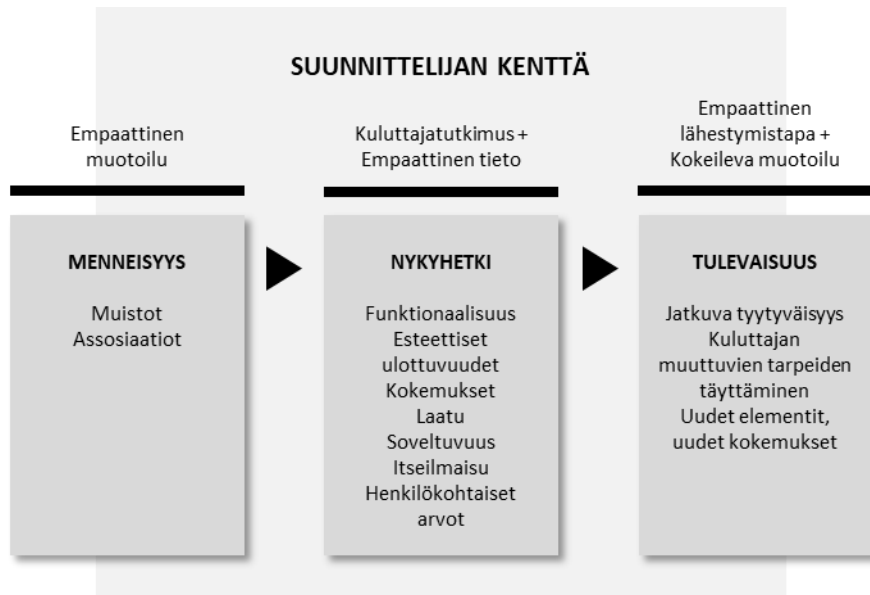 SUUNNITTELIJAN KENTTÄ
Empaattinen
muotoilu
Kuluttajatutkimus +
Empaattinen tieto
Empaattinen
lähestymistapa +
Kokeileva muotoilu
MENNEISYYS
Muistot
Assosiaatiot
NYKYHETKI
Funktionaalisuus
Esteettiset
ulottuvuudet
Kokemukset
Laatu
Soveltuvuus
Itseilmaisu
Henkilökohtaiset
arvot
TULEVAISUUS
Jatkuva tyytyväisyys
Kuluttajan
muuttuvien tarpeiden
täyttäminen
Uudet elementit,
uudet kokemukset